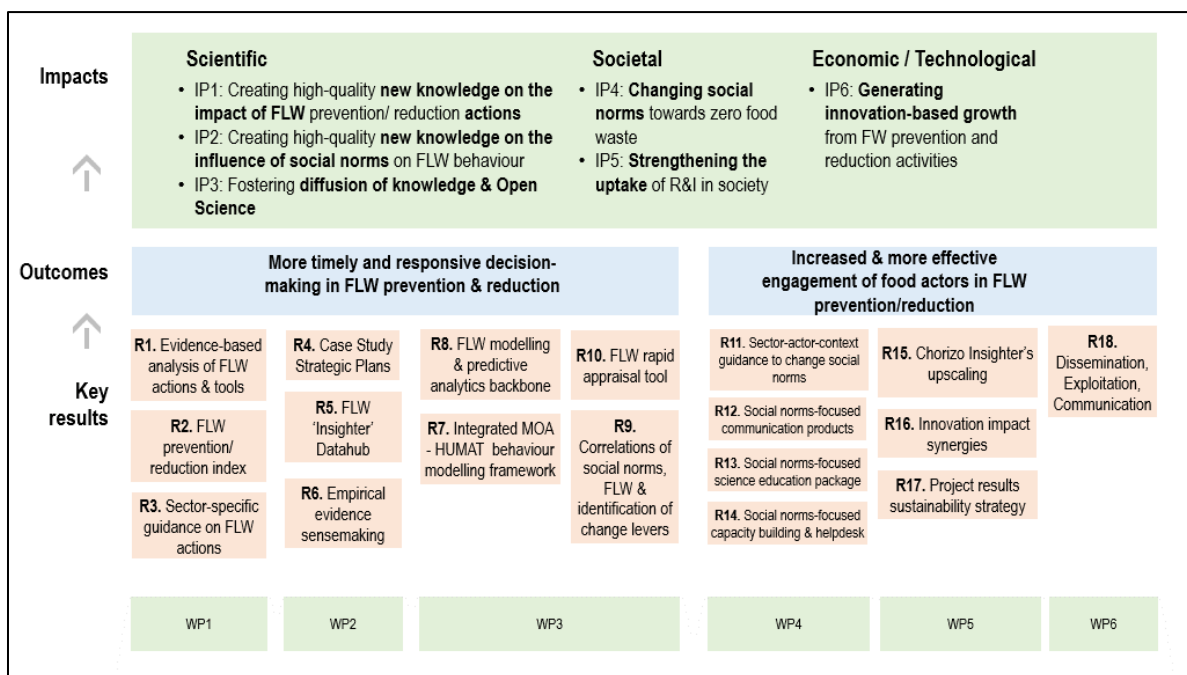 Impacts
Scientific
• IP1: Creating high-quality new knowledge on the
impact of FLW prevention/ reduction actions
• IP2: Creating high-quality new knowledge on the
influence of social norms on FLW behaviour
• IP3: Fostering diffusion of knowledge & Open
Science
Societal
• IP4: Changing social
norms towards zero food
waste
• IP5: Strengthening the
uptake of R&I in society
Economic / Technological
• IP6: Generating
innovation-based growth
from FW prevention and
reduction activities
Outcomes
More timely and responsive decision-
making in FLW prevention & reduction
Increased & more effective
engagement of food actors in FLW
prevention/reduction
Key
results
R1. Evidence-based
analysis of FLW
actions & tools
R2. FLW
prevention/
reduction index
R3. Sector-specific
guidance on FLW
actions
R4. Case Study
Strategic Plans
R5. FLW
'Insighter'
Datahub
R6. Empirical
evidence
sensemaking
R8. FLW modelling
& predictive
analytics backbone
R7. Integrated MOA
- HUMAT behaviour
modelling framework
R10. FLW rapid
appraisal tool
R9.
Correlations of
social norms,
FLW &
identification of
change levers
R11. Sector-actor-context
guidance to change social
norms
R12. Social norms-focused
communication products
R13. Social norms-focused
science education package
R14. Social norms-focused
capacity building & helpdesk
R15. Chorizo Insighter's
upscaling
R16. Innovation impact
synergies
R17. Project results
sustainability strategy
R18.
Dissemination,
Exploitation,
Communication
WP1
WP2
WP3
WP4
WP5
WP6